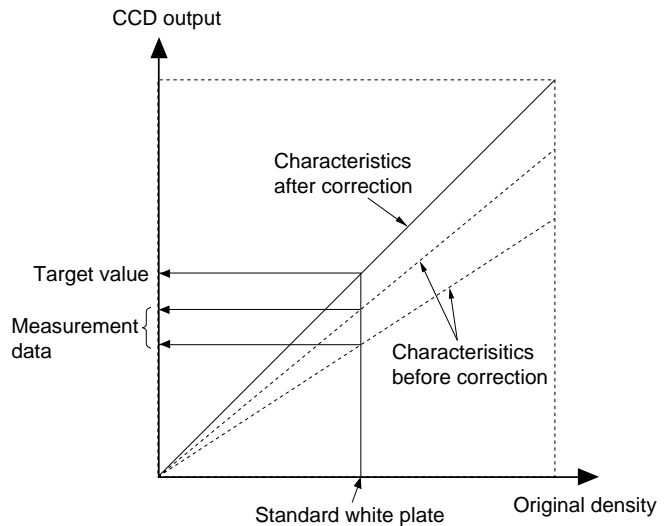 CCD output
Characteristics
after correction
Target value
Measurement
data
Characterisitics
before correction
Standard white plate
Original density